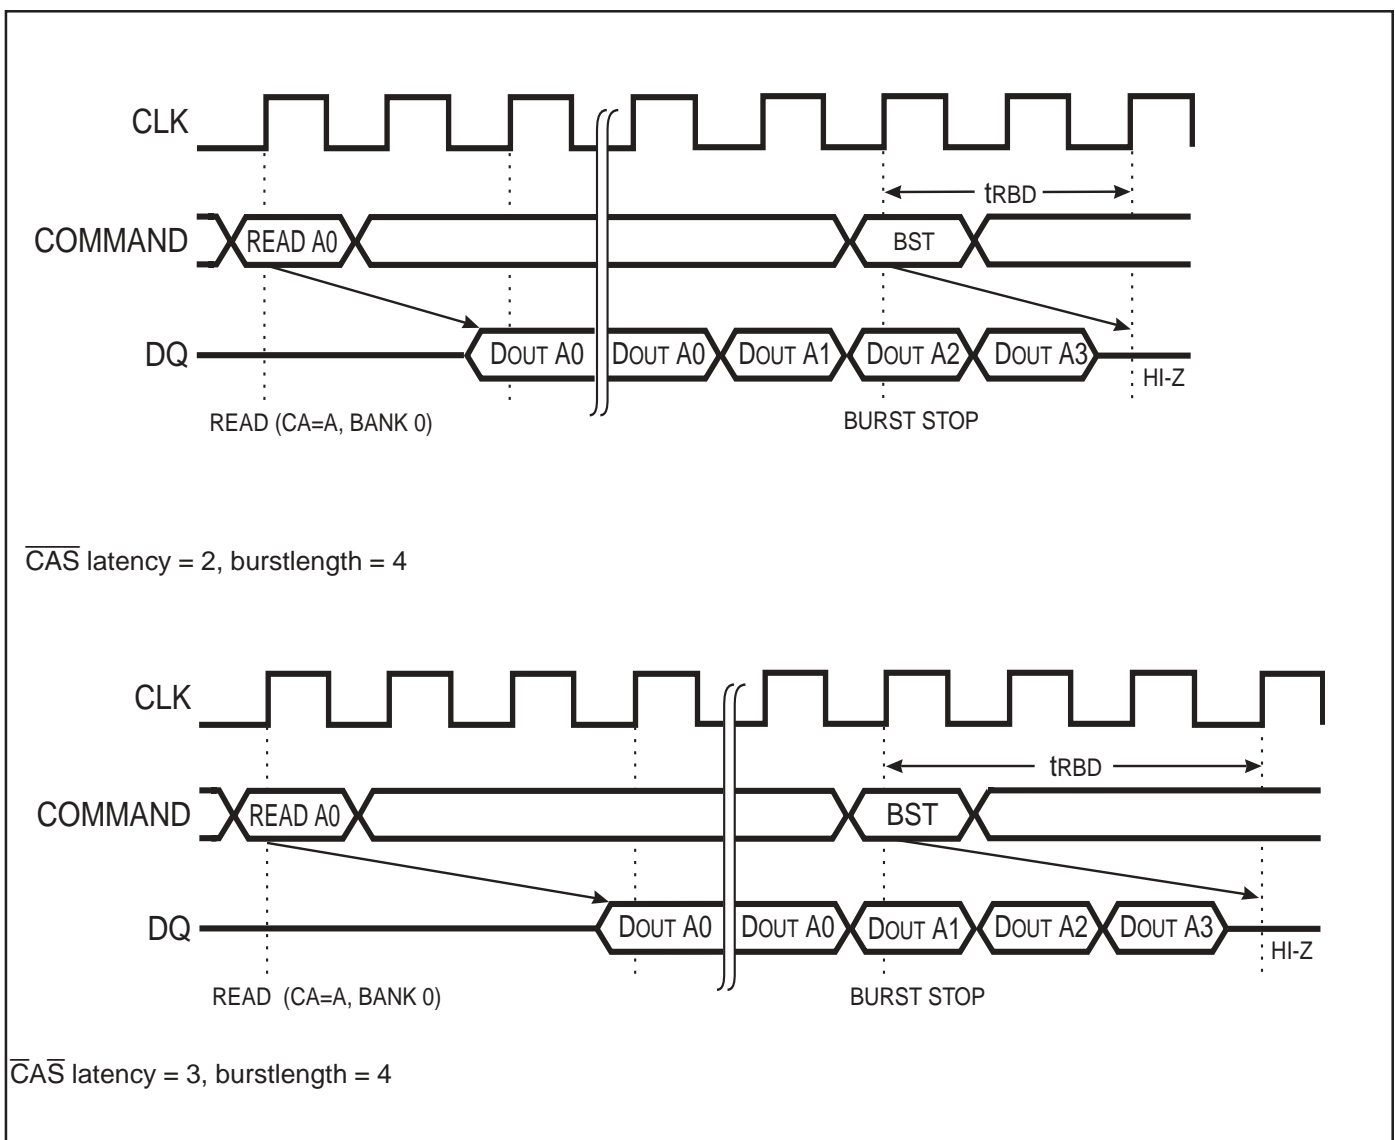 CLK
tRBD
COMMAND READ A0 BST
DQ DOUT A0 DOUT A0 DOUT A1 DOUT A2 DOUT A3
HI-Z
READ (CA=A, BANK 0) BURST STOP
CAS latency = 2, burstlength = 4
CLK
tRBD
COMMAND READ A0 BST
DQ DOUT A0 DOUT A0 DOUT A1 DOUT A2 DOUT A3
HI-Z
READ (CA=A, BANK 0) BURST STOP
CAS latency = 3, burstlength = 4